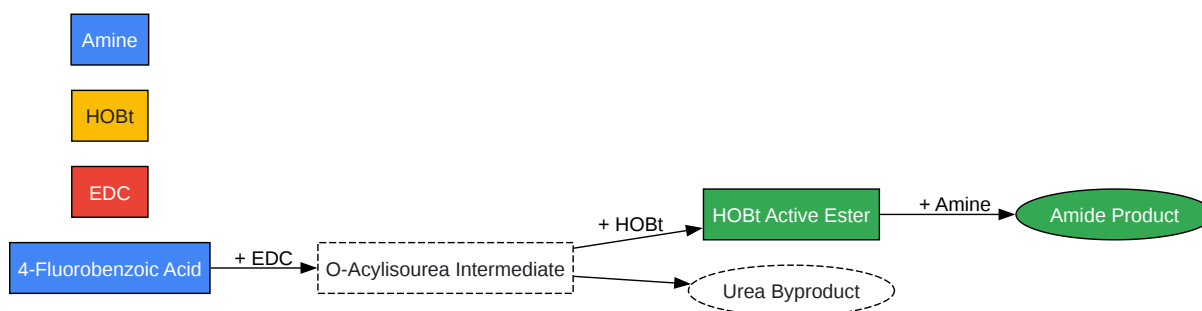 Amine
HOBt
EDC
4-Fluorobenzoic Acid
+ EDC
O-Acylisourea Intermediate
+ HOBt
HOBt Active Ester
+ Amine
Amide Product
Urea Byproduct